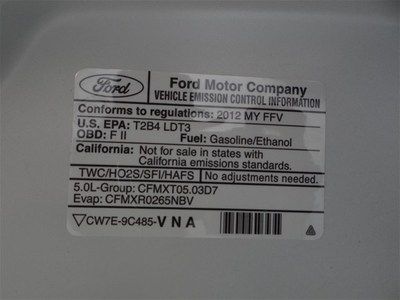 Ford
Ford Motor Company
VEHICLE EMISSION CONTROL INFORMATION
Conforms to regulations: 2012 MY FFV
U.S. EPA: T2B4 LDT3
OBD: F II Fuel: Gasoline/Ethanol
California: Not for sale in states with
California emissions standards.
TWC/HO2S/SFI/HAFS No adjustments needed.
5.0L-Group: CFMXT05.03D7
Evap: CFMXR0265NBV
CW7E-9C485-VNA